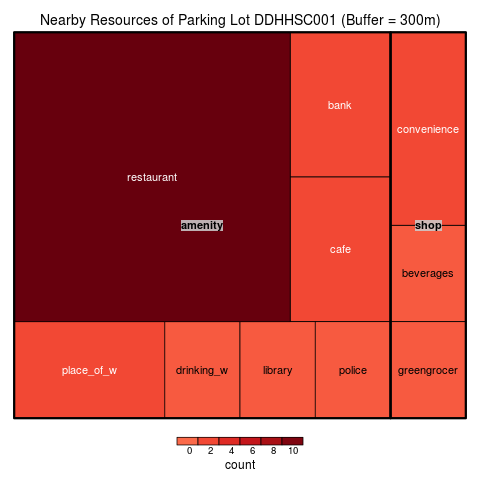 Nearby Resources of Parking Lot DDHHSC001 (Buffer = 300m)
restaurant
bank
convenience
amenity
shop
cafe
beverages
place_of_w
drinking_w
library
police
greengrocer
0 2 4 6 8 10
count